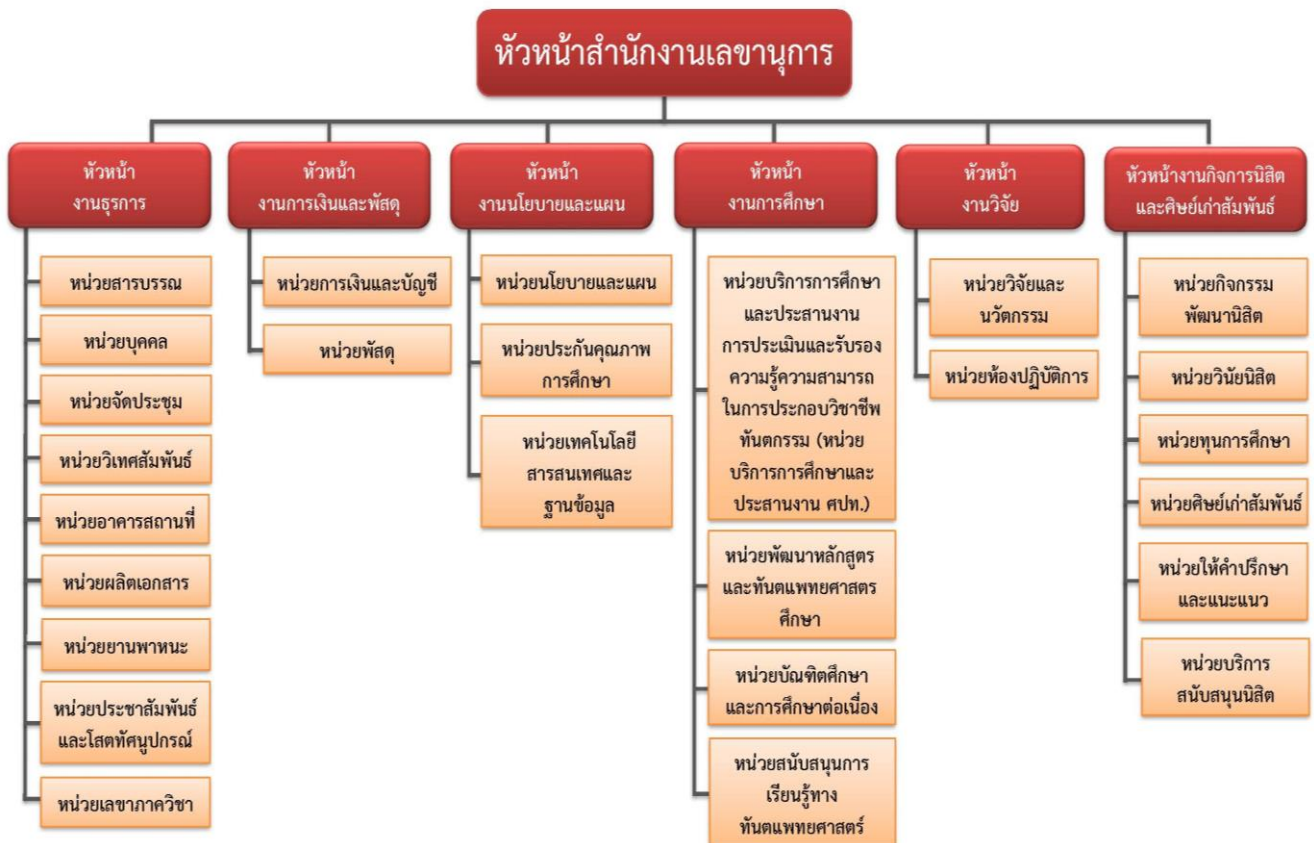 หัวหน้าสำนักงานเลขานุการ
หัวหน้า
งานธุรการ
หน่วยสารบรรณ
หน่วยบุคคล
หน่วยจัดประชุม
หน่วยวิเทศสัมพันธ์
หน่วยอาคารสถานที่
หน่วยผลิตเอกสาร
หน่วยยานพาหนะ
หน่วยประชาสัมพันธ์
และโสตทัศนูปกรณ์
หน่วยเลขาภาควิชา
หัวหน้า
งานการเงินและพัสดุ
หน่วยการเงินและบัญชี
หน่วยพัสดุ
หัวหน้า
งานนโยบายและแผน
หน่วยนโยบายและแผน
หน่วยประกันคุณภาพ
การศึกษา
หน่วยเทคโนโลยี
สารสนเทศและ
ฐานข้อมูล
หัวหน้า
งานการศึกษา
หน่วยบริการการศึกษา
และประสานงาน
การประเมินและรับรอง
ความรู้ความสามารถ
ในการประกอบวิชาชีพ
ทันตกรรม (หน่วย
บริการการศึกษาและ
ประสานงาน ศปท.)
หน่วยพัฒนาหลักสูตร
และทันตแพทยศาสตร
ศึกษา
หน่วยบัณฑิตศึกษา
และการศึกษาต่อเนื่อง
หน่วยสนับสนุนการ
เรียนรู้ทาง
ทันตแพทยศาสตร์
หัวหน้า
งานวิจัย
หน่วยวิจัยและ
นวัตกรรม
หน่วยห้องปฏิบัติการ
หัวหน้างานกิจการนิสิต
และศิษย์เก่าสัมพันธ์
หน่วยกิจกรรม
พัฒนานิสิต
หน่วยวินัยนิสิต
หน่วยทุนการศึกษา
หน่วยศิษย์เก่าสัมพันธ์
หน่วยให้คำปรึกษา
และแนะแนว
หน่วยบริการ
สนับสนุนนิสิต